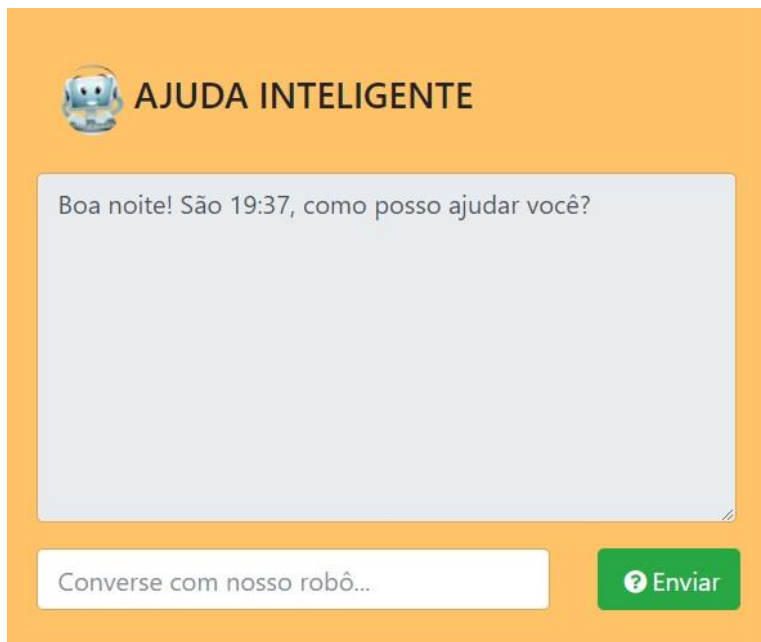 AJUDA INTELIGENTE
Boa noite! São 19:37, como posso ajudar você?
Converse com nosso robô...
Enviar